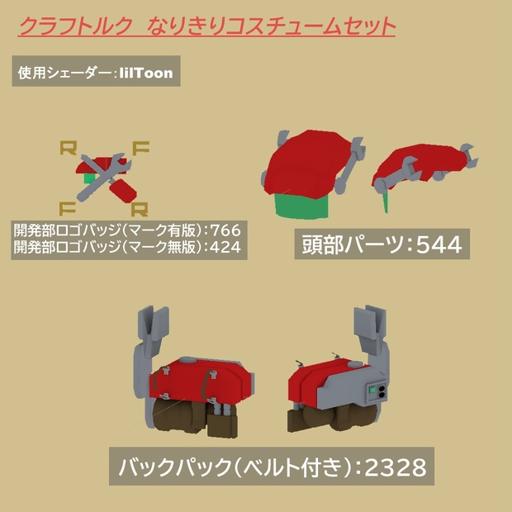 クラフトルク なりきりコスチュームセット
使用シェーダー：lilToon
R F
F R
開発部ロゴバッジ（マーク有版）：766
開発部ロゴバッジ（マーク無版）：424
頭部パーツ：544
バックパック（ベルト付き）：2328